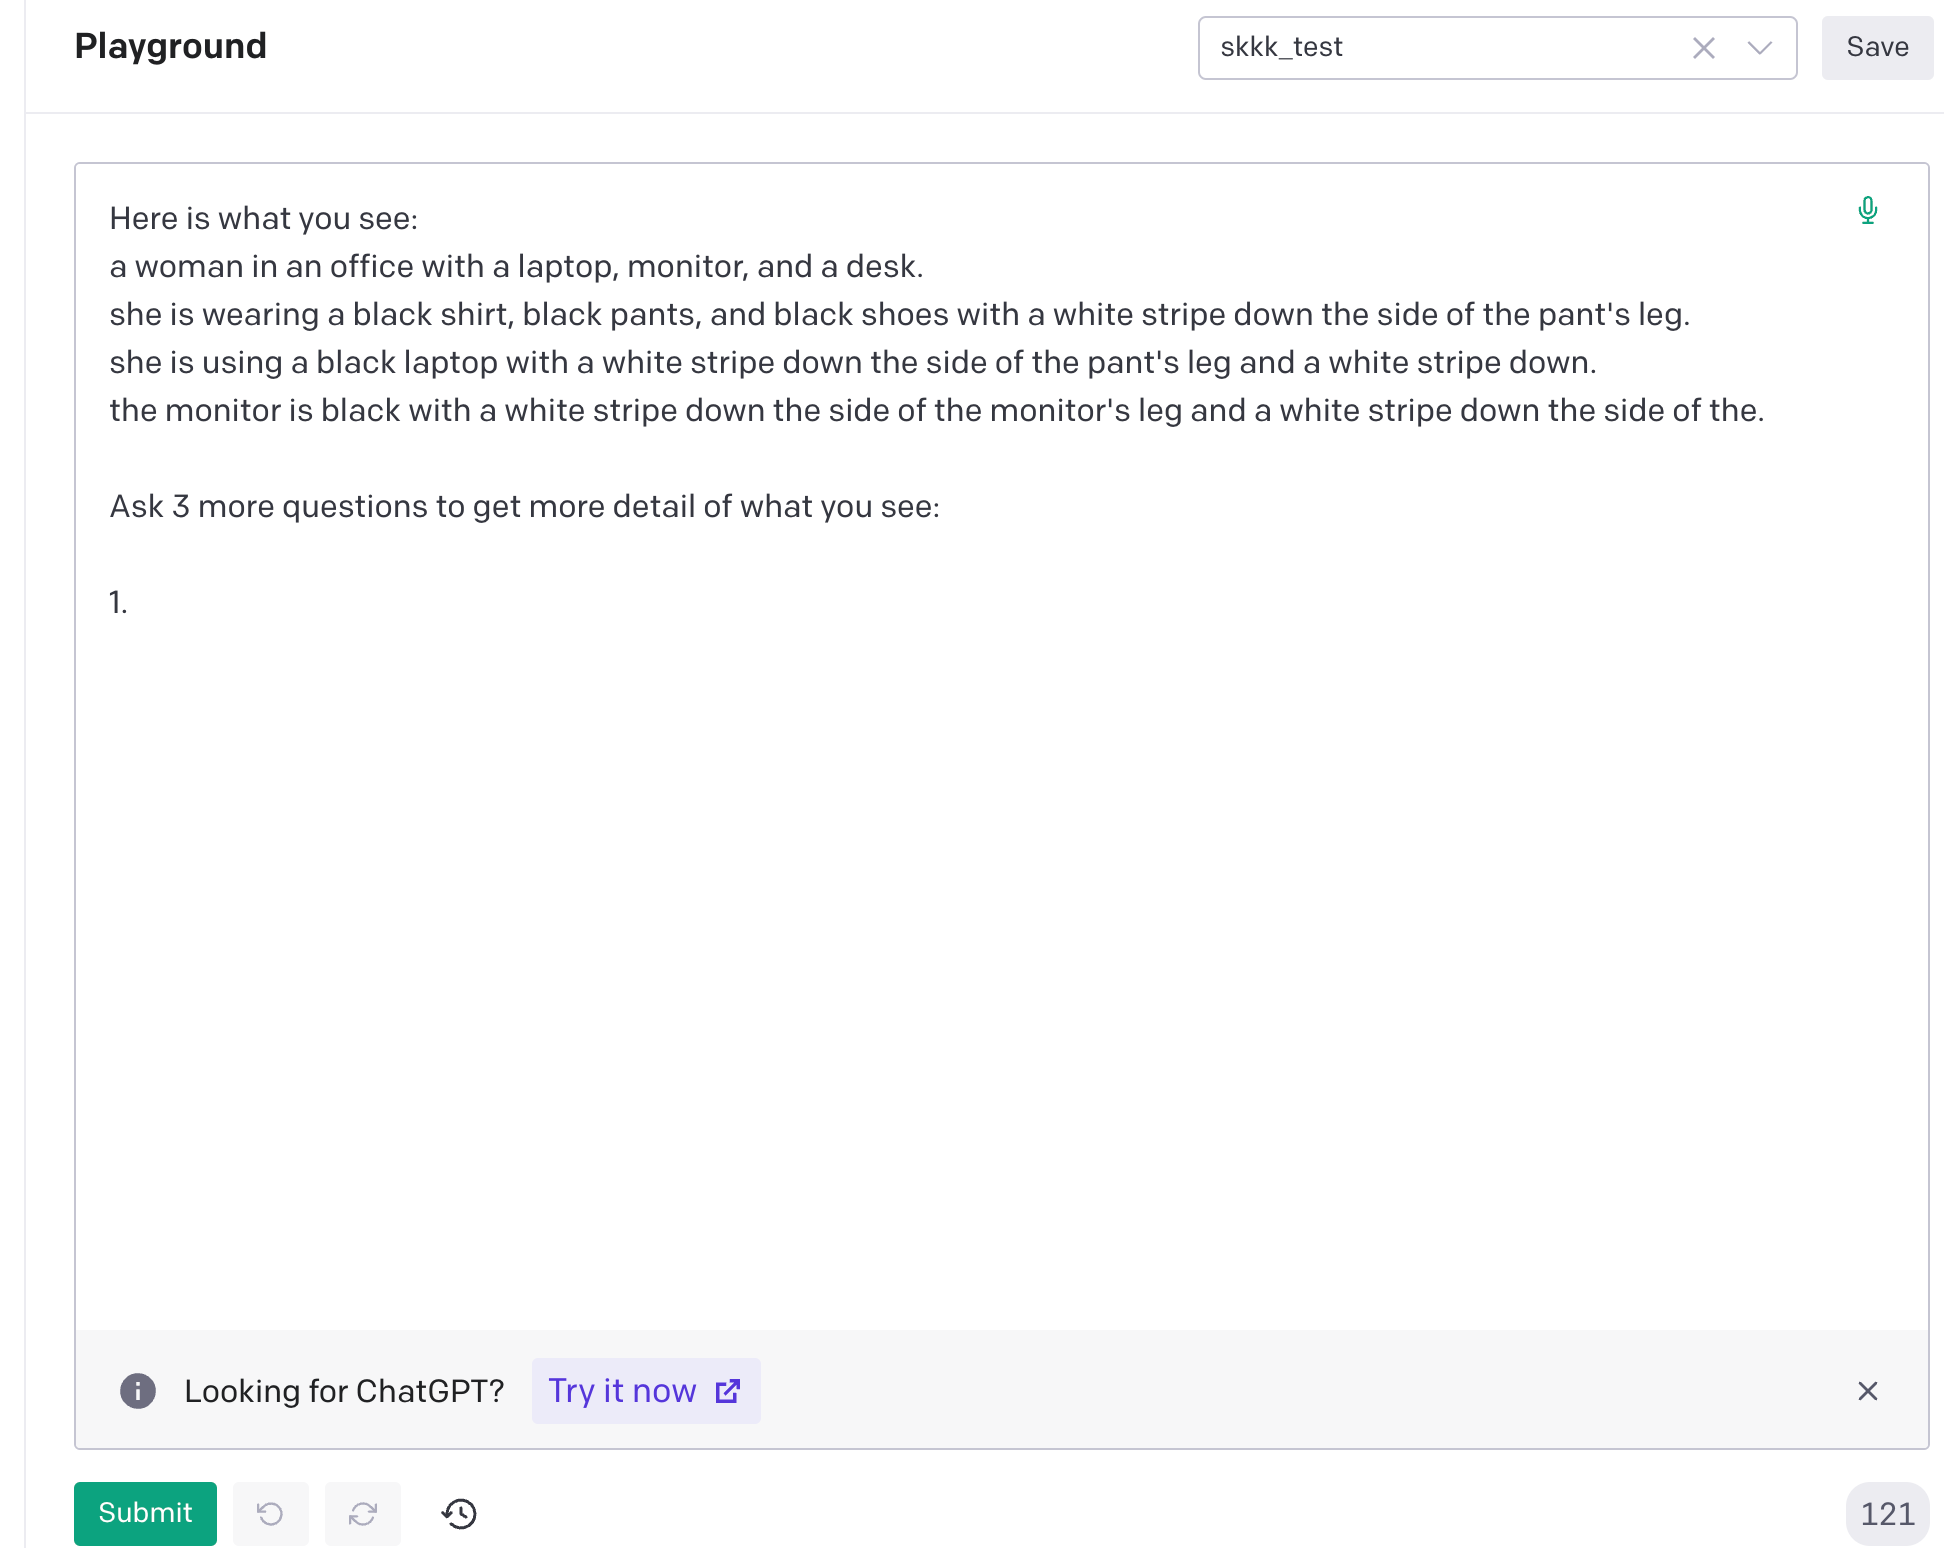 Playground
skkk_test
Save
Here is what you see:
a woman in an office with a laptop, monitor, and a desk.
she is wearing a black shirt, black pants, and black shoes with a white stripe down the side of the pant's leg.
she is using a black laptop with a white stripe down the side of the pant's leg and a white stripe down.
the monitor is black with a white stripe down the side of the monitor's leg and a white stripe down the side of the.
Ask 3 more questions to get more detail of what you see:
1.
Looking for ChatGPT?
Try it now
Submit
121